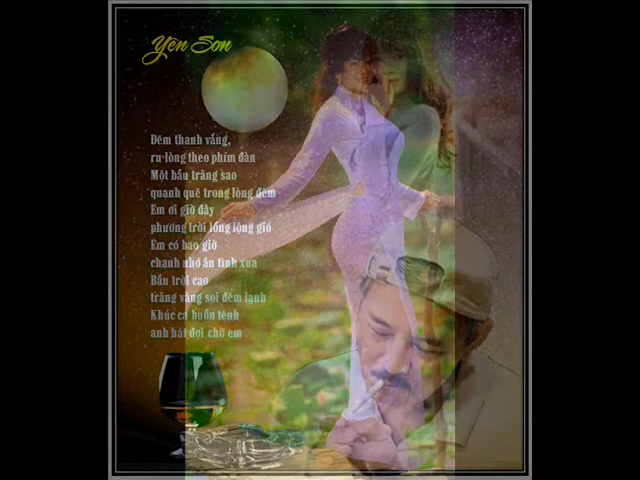 Yên Sơn
Đêm thanh vắng,
ru lòng theo phím đàn
Một bầu trăng sao
quạnh quẽ trong lòng đêm
Em ơi giờ đây
phương trời lồng lộng gió
Em có bao giờ
chạnh nhớ ân tình xưa
Bầu trời cao
trăng vàng soi đêm lạnh
Khúc ca buồn tênh
anh hát đợi chờ em